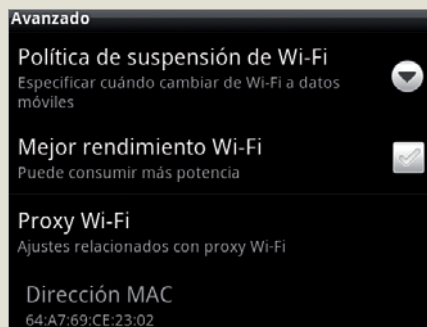 Avanzado
Política de suspensión de Wi-Fi
Especificar cuándo cambiar de Wi-Fi a datos
móviles
Mejor rendimiento Wi-Fi
Puede consumir más potencia
Proxy Wi-Fi
Ajustes relacionados con proxy Wi-Fi
Dirección MAC
64:A7:69:CE:23:02